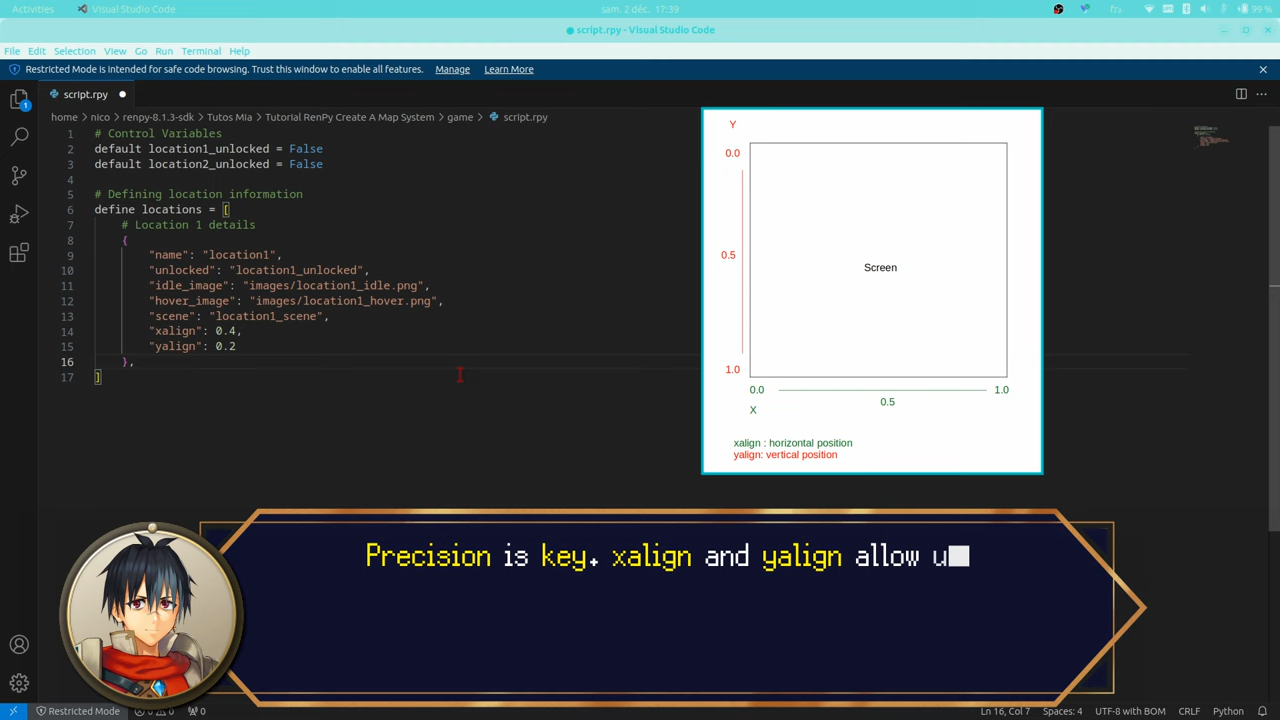 Activities
Visual Studio Code
sam. 2 déc. 17:39
fr₂
99 %
● script.rpy - Visual Studio Code
File Edit Selection View Go Run Terminal Help
Restricted Mode is intended for safe code browsing. Trust this window to enable all features. Manage Learn More
script.rpy
home > nico > renpy-8.1.3-sdk > Tutos Mia > Tutorial RenPy Create A Map System > game > script.rpy
1
1 # Control Variables
2 default location1_unlocked = False
3 default location2_unlocked = False
4
5 # Defining location information
6 define locations = [
7 # Location 1 details
8 {
9 "name": "location1",
10 "unlocked": "location1_unlocked",
11 "idle_image": "images/location1_idle.png",
12 "hover_image": "images/location1_hover.png",
13 "scene": "location1_scene",
14 "xalign": 0.4,
15 "yalign": 0.2
16 },
17 ]
Y
0.0
0.5
1.0
Screen
0.0
0.5
1.0
X
xalign : horizontal position
yalign: vertical position
Precision is key. xalign and yalign allow u
Restricted Mode
0 0
0
Ln 16, Col 7 Spaces: 4 UTF-8 with BOM CRLF Python